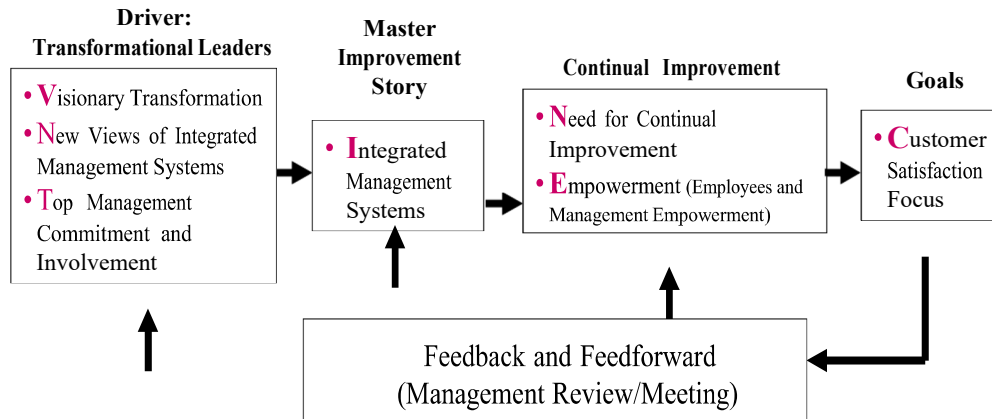 Driver:
Transformational Leaders
• Visionary Transformation
• New Views of Integrated
Management Systems
• Top Management
Commitment and
Involvement
Master
Improvement
Story
• Integrated
Management
Systems
Continual Improvement
• Need for Continual
Improvement
• Empowerment (Employees and
Management Empowerment)
Goals
• Customer
Satisfaction
Focus
Feedback and Feedforward
(Management Review/Meeting)